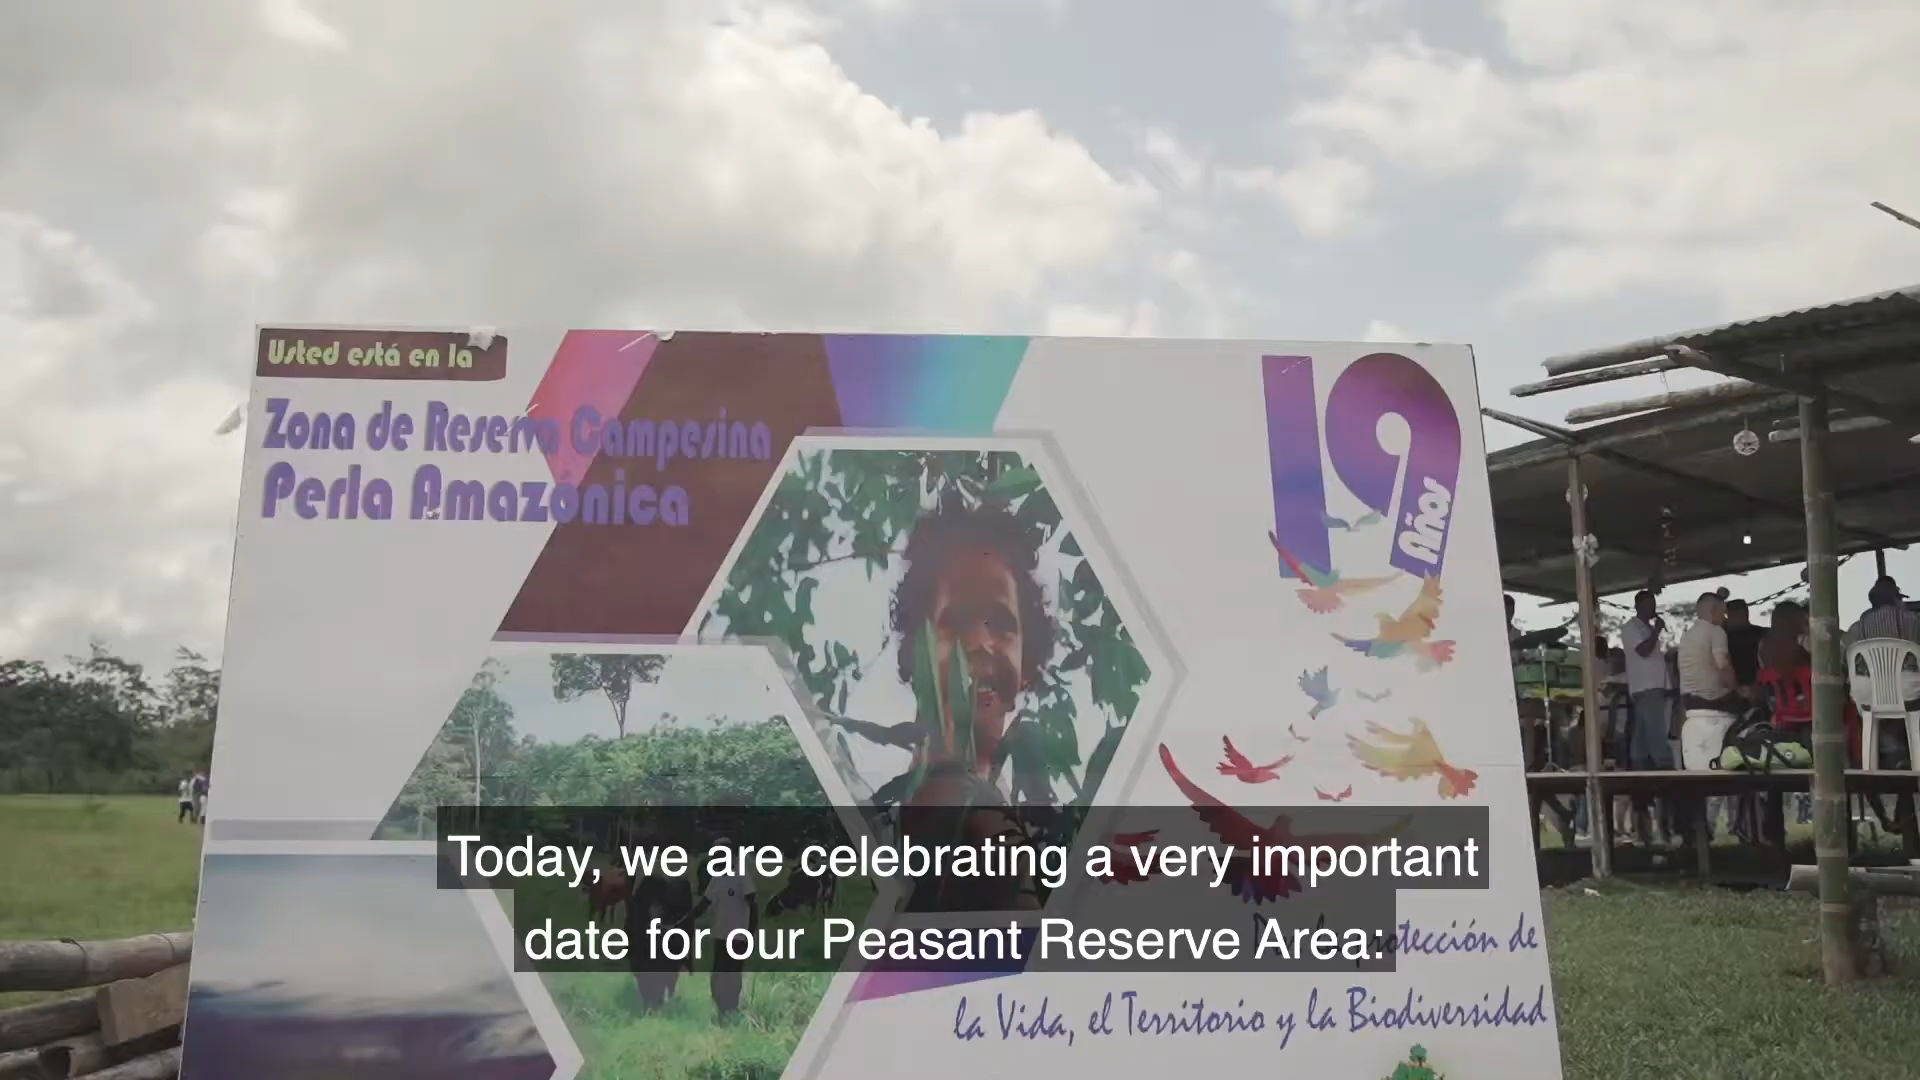 Usted está en la
Zona de Reserva Campesina
Perla Amazónica
19
Años
Today, we are celebrating a very important
date for our Peasant Reserve Area:
protección de
la Vida, el Territorio y la Biodiversidad